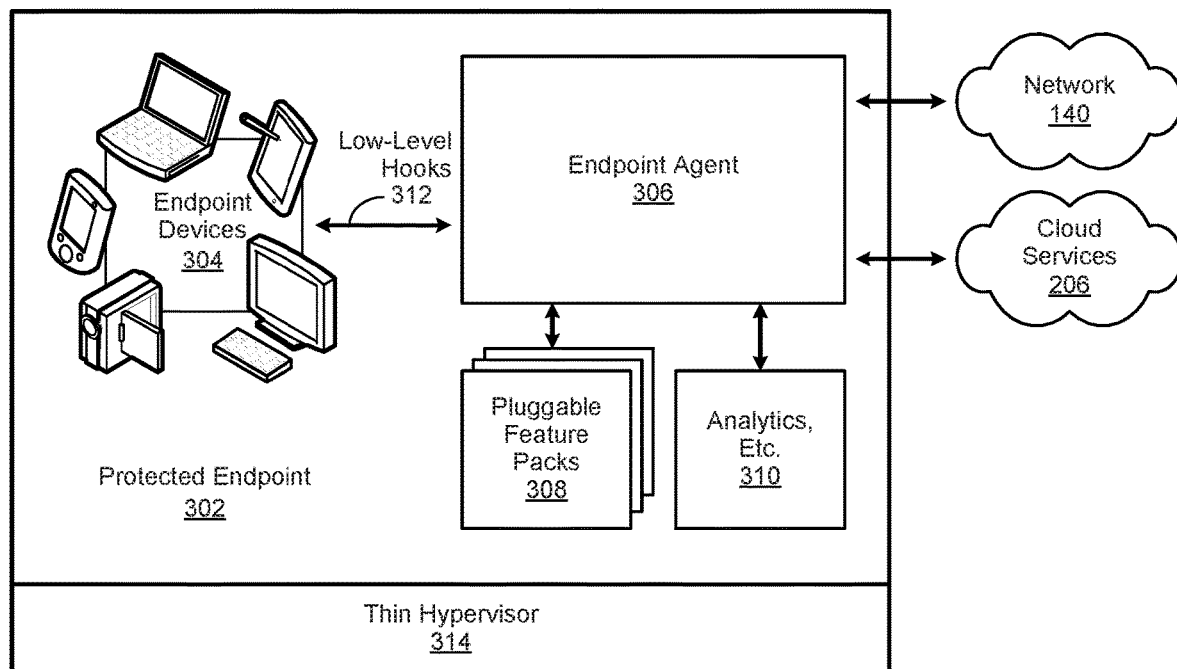 Endpoint
Devices
304
Low-Level
Hooks
312
Endpoint Agent
306
Network
140
Cloud
Services
206
Pluggable
Feature
Packs
308
Analytics,
Etc.
310
Protected Endpoint
302
Thin Hypervisor
314